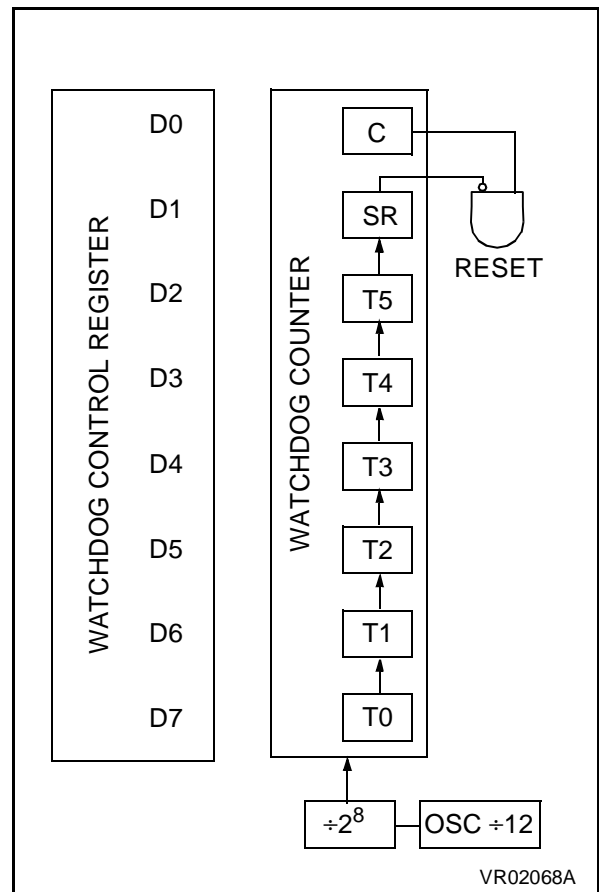 WATCHDOG CONTROL REGISTER
D0
D1
D2
D3
D4
D5
D6
D7
WATCHDOG COUNTER
C
SR
T5
T4
T3
T2
T1
T0
RESET
÷2⁸
OSC ÷12
VR02068A